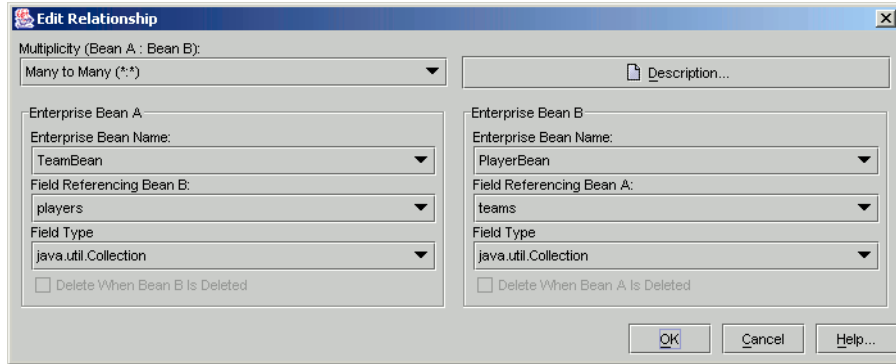 Edit Relationship
Multiplicity (Bean A : Bean B):
Many to Many (*:*)
Description...
Enterprise Bean A
Enterprise Bean Name:
TeamBean
Field Referencing Bean B:
players
Field Type
java.util.Collection
Delete When Bean B Is Deleted
Enterprise Bean B
Enterprise Bean Name:
PlayerBean
Field Referencing Bean A:
teams
Field Type
java.util.Collection
Delete When Bean A Is Deleted
OK
Cancel
Help...